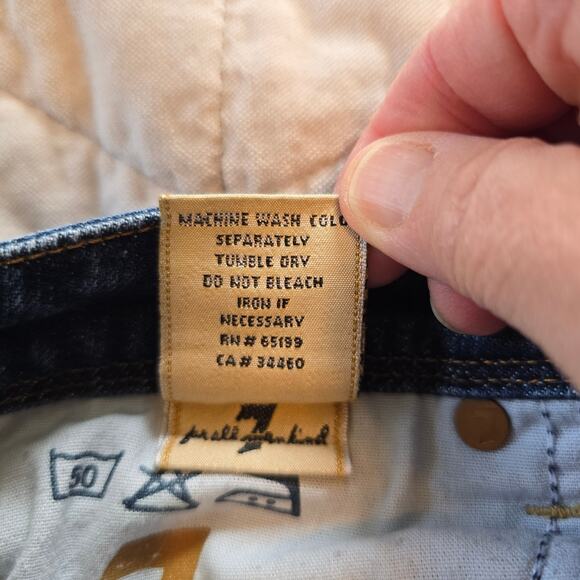 MACHINE WASH COLD
SEPARATELY
TUMBLE DRY
DO NOT BLEACH
IRON IF
NECESSARY
RN# 65199
CA# 34460
7
for all mankind
50